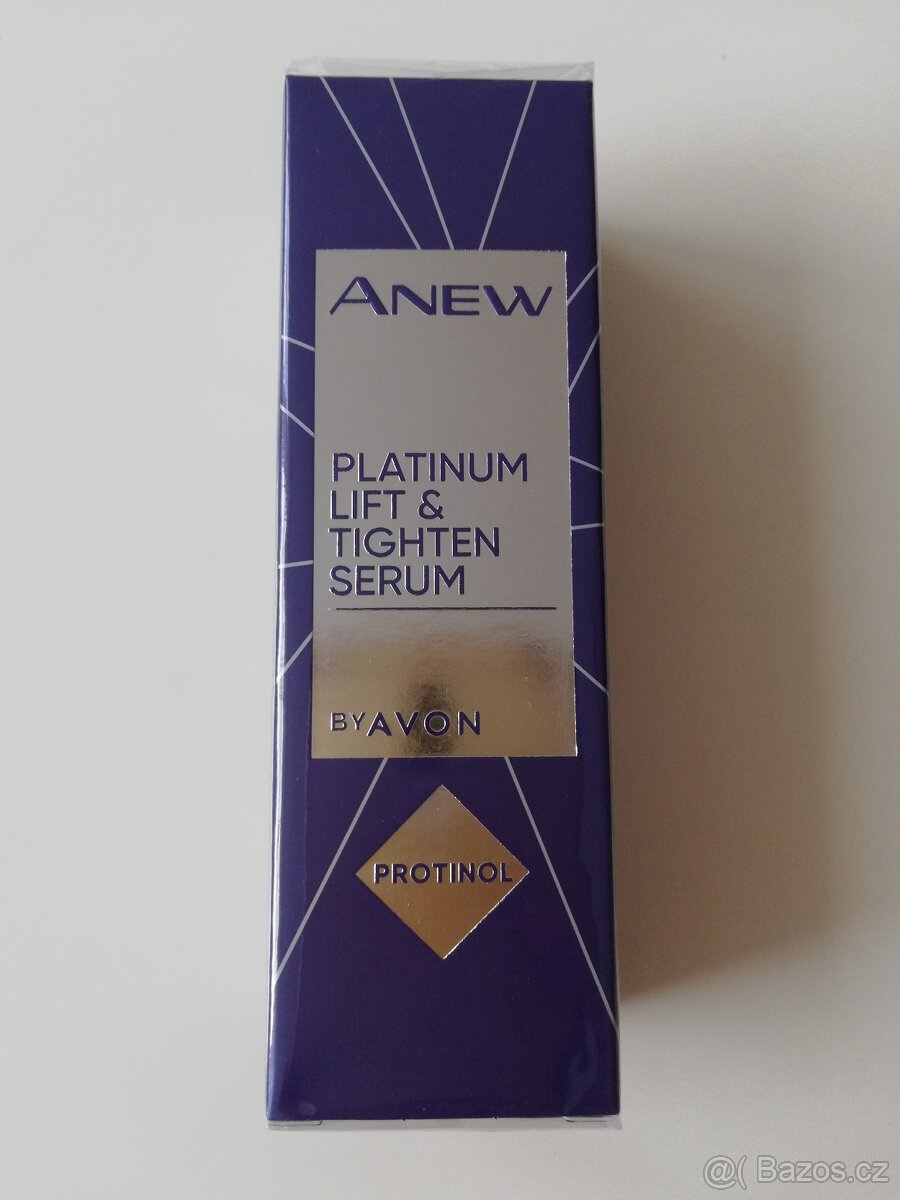 ANEW
PLATINUM
LIFT &
TIGHTEN
SERUM
BY AVON
PROTINOL
@( Bazos.cz